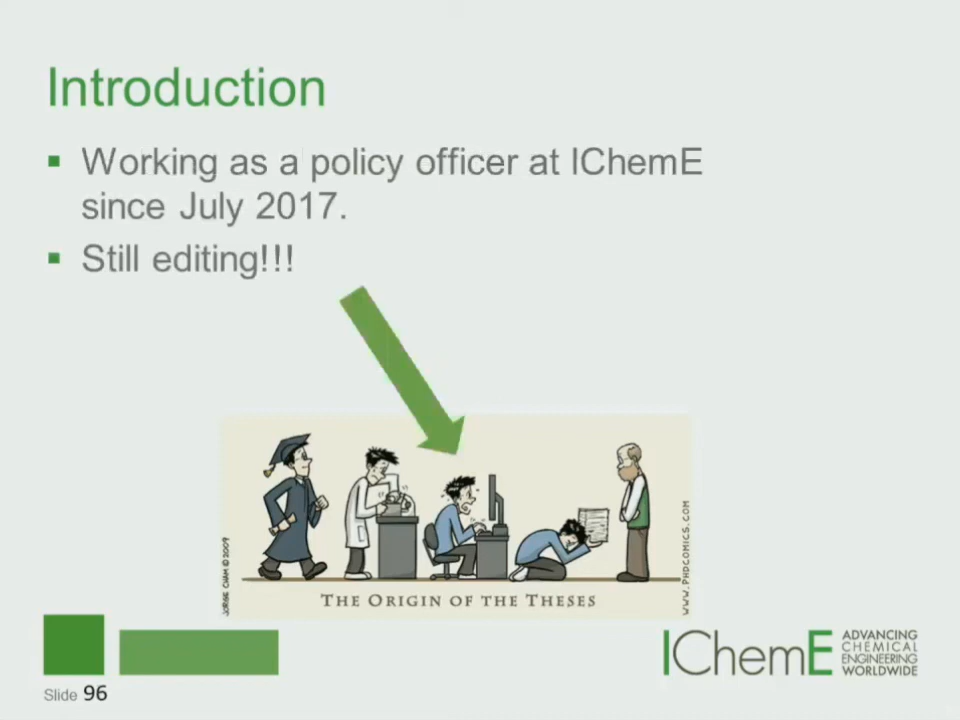 Introduction
Working as a policy officer at IChemE
since July 2017.
Still editing!!!
JORGE CHAM © 2009
THE ORIGIN OF THE THESES
WWW.PHDCOMICS.COM
IChemE
ADVANCING
CHEMICAL
ENGINEERING
WORLDWIDE
Slide 96